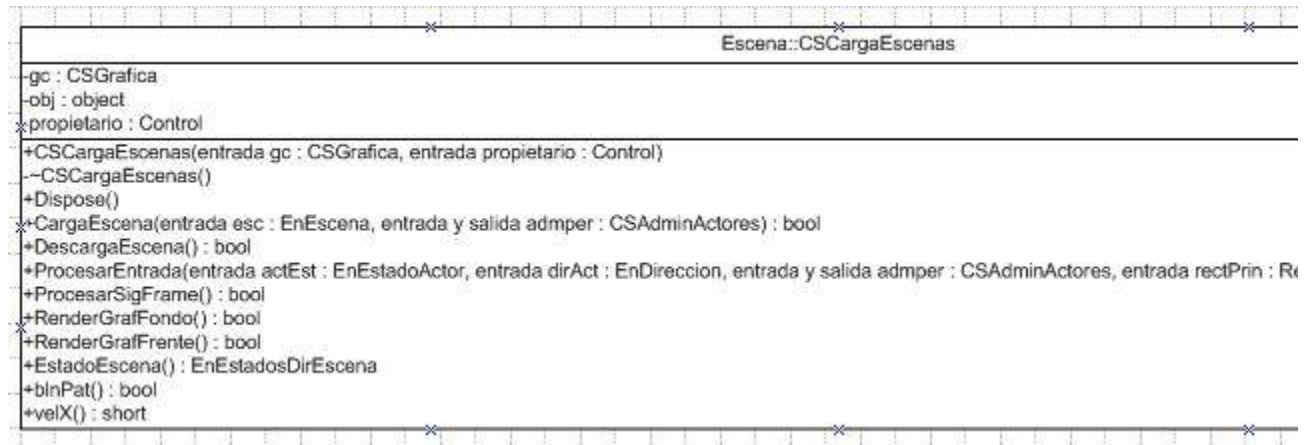 Escena::CSCargaEscenas
-gc : CSGrafica
-obj : object
-propietario : Control
+CSCargaEscenas(entrada gc : CSGrafica, entrada propietario : Control)
-~CSCargaEscenas()
+Dispose()
+CargaEscena(entrada esc : EnEscena, entrada y salida admper : CSAdminActores) : bool
+DescargaEscena() : bool
+ProcesarEntrada(entrada actEst : EnEstadoActor, entrada dirAct : EnDireccion, entrada y salida admper : CSAdminActores, entrada rectPrin : Re
+ProcesarSigFrame() : bool
+RenderGrafFondo() : bool
+RenderGrafFrente() : bool
+EstadoEscena() : EnEstadosDirEscena
+blnPat() : bool
+velX() : short